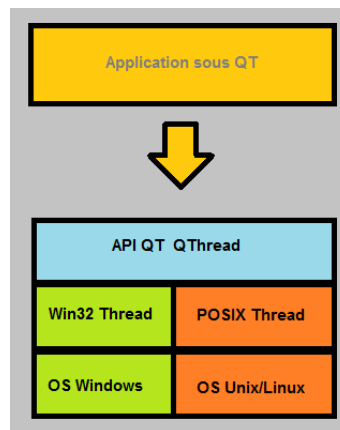 Application sous QT
API QT QThread
Win32 Thread
POSIX Thread
OS Windows
OS Unix/Linux